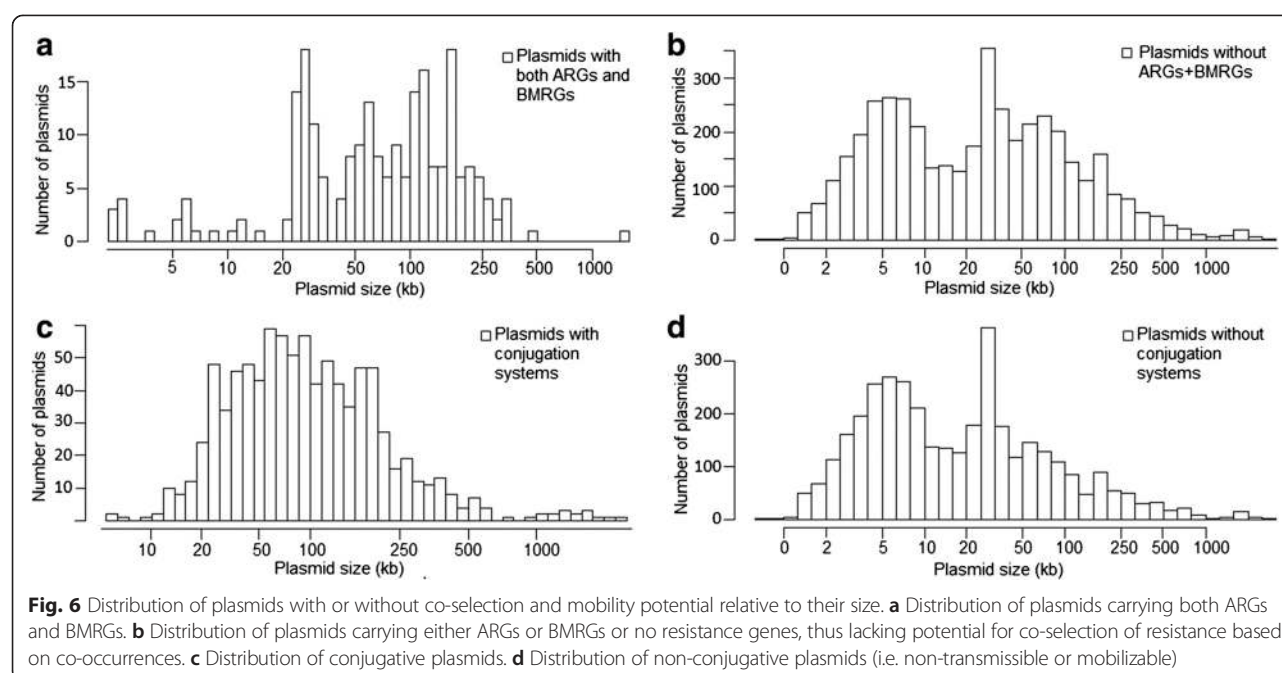 a
Plasmids with
both ARGs and
BMRGs
Number of plasmids
15
10
5
0
5 10 20 50 100 250 500 1000
Plasmid size (kb)
b
Plasmids without
ARGs+BMRGs
Number of plasmids
300
200
100
0
0 2 5 10 20 50 100 250 500 1000
Plasmid size (kb)
c
Plasmids with
conjugation
systems
Number of plasmids
50
40
30
20
10
10 20 50 100 250 500 1000
Plasmid size (kb)
d
Plasmids without
conjugation
systems
Number of plasmids
300
200
100
0
0 2 5 10 20 50 100 250 500 1000
Plasmid size (kb)
Fig. 6 Distribution of plasmids with or without co-selection and mobility potential relative to their size. a Distribution of plasmids carrying both ARGs
and BMRGs. b Distribution of plasmids carrying either ARGs or BMRGs or no resistance genes, thus lacking potential for co-selection of resistance based
on co-occurrences. c Distribution of conjugative plasmids. d Distribution of non-conjugative plasmids (i.e. non-transmissible or mobilizable)